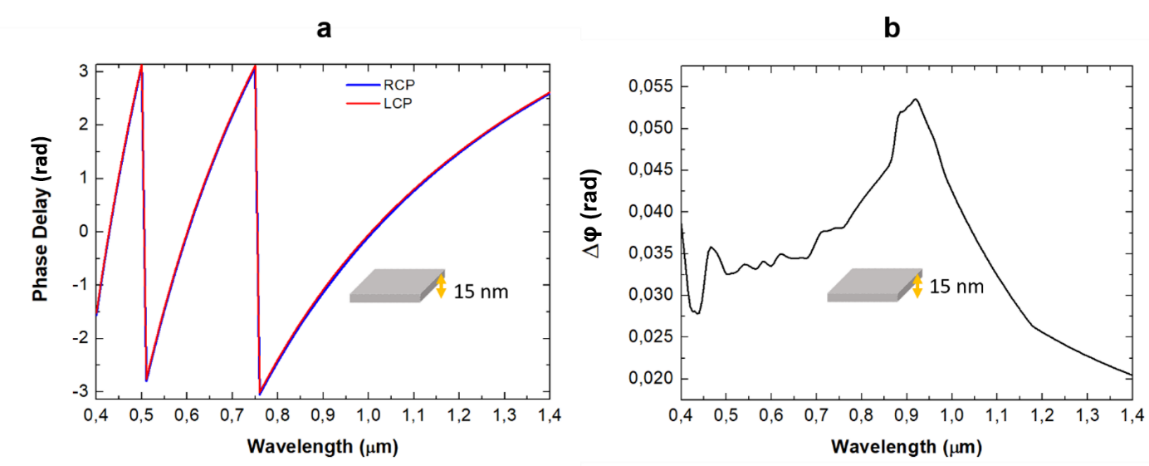 a
Phase Delay (rad)
3
2
1
0
-1
-2
-3
RCP
LCP
15 nm
0,4 0,5 0,6 0,7 0,8 0,9 1,0 1,1 1,2 1,3 1,4
Wavelength (μm)
b
Δφ (rad)
0,055
0,050
0,045
0,040
0,035
0,030
0,025
0,020
15 nm
0,4 0,5 0,6 0,7 0,8 0,9 1,0 1,1 1,2 1,3 1,4
Wavelength (μm)